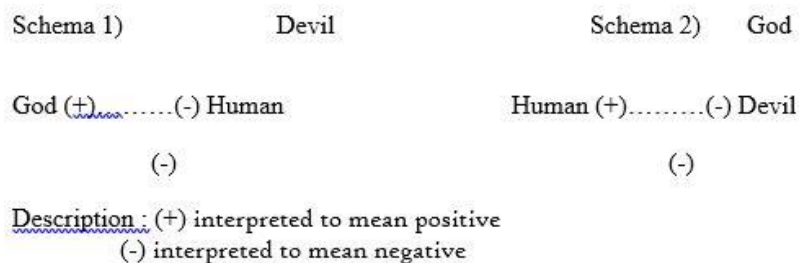 Schema 1) Devil Schema 2) God
God (+).........(-) Human Human (+).........(-) Devil
(-) (-)
Description : (+) interpreted to mean positive
(-) interpreted to mean negative